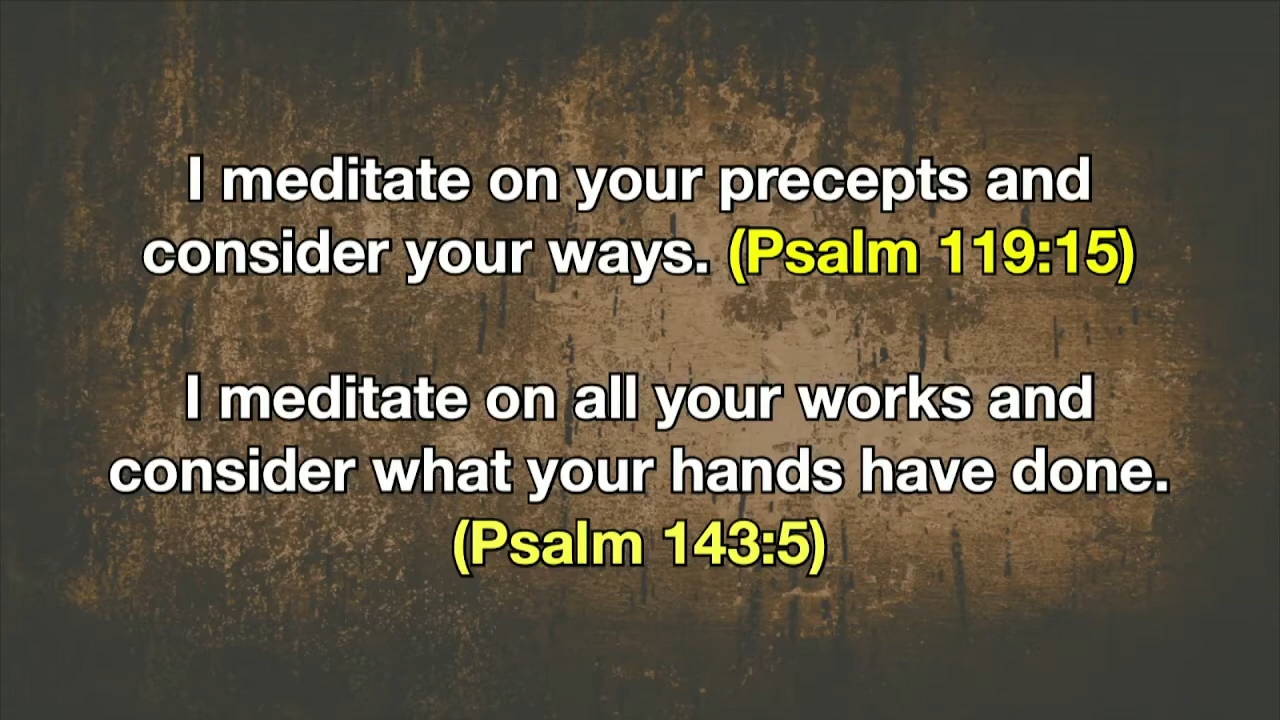 I meditate on your precepts and
consider your ways. (Psalm 119:15)
I meditate on all your works and
consider what your hands have done.
(Psalm 143:5)